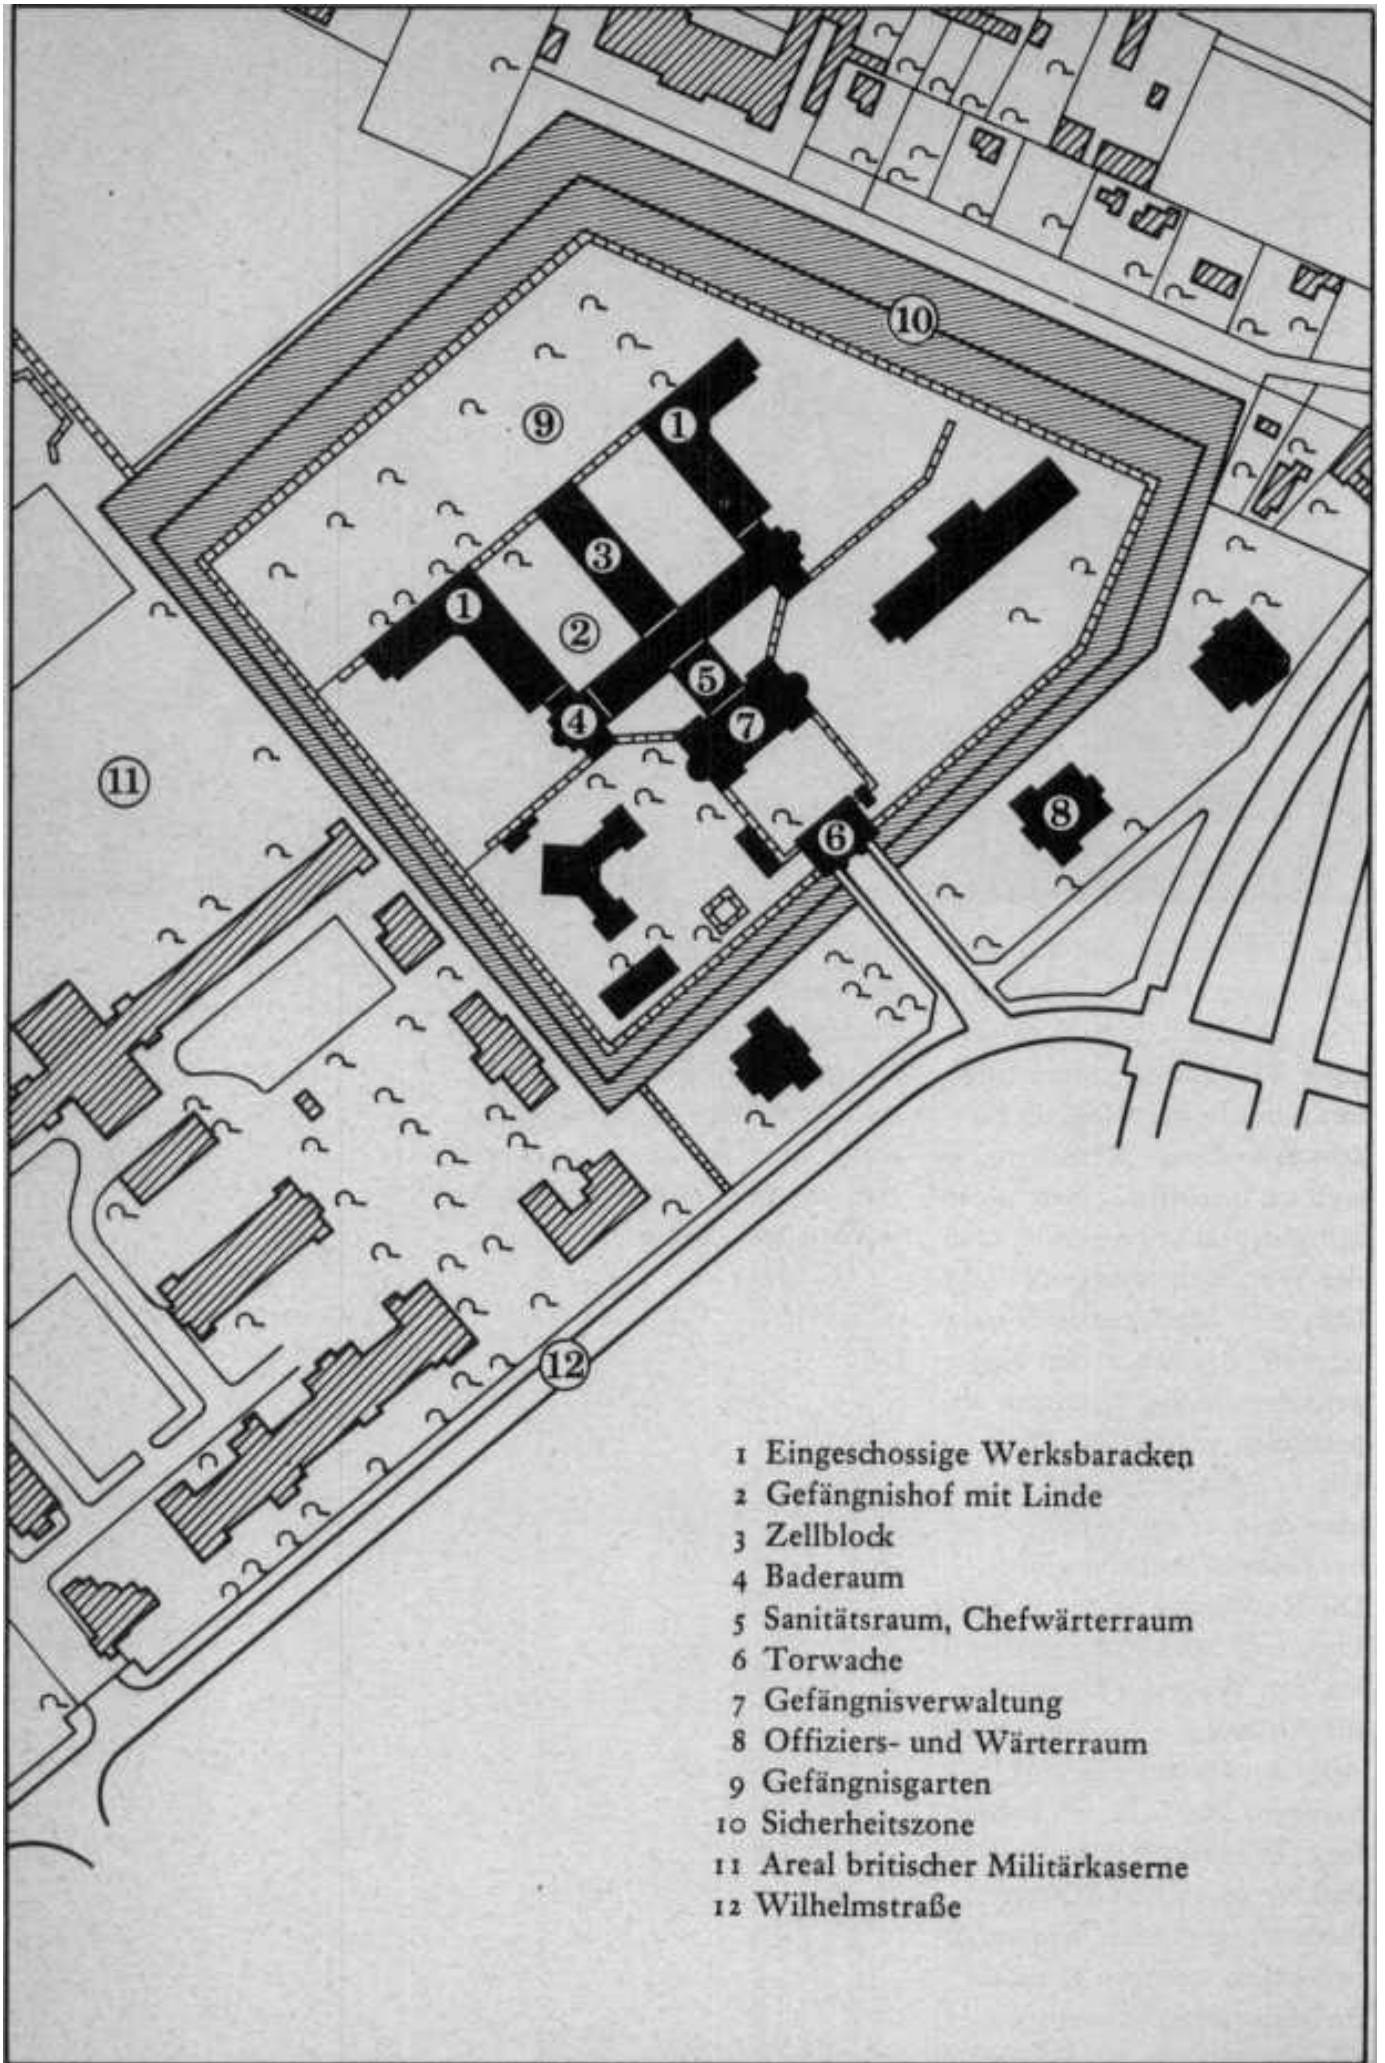 10
1
9
3
1
2
5
4
7
11
6
8
12
1 Eingeschossige Werksbaracken
2 Gefängnishof mit Linde
3 Zellblock
4 Baderaum
5 Sanitätsraum, Chefwärterraum
6 Torwache
7 Gefängnisverwaltung
8 Offiziers- und Wärterraum
9 Gefängnisgarten
10 Sicherheitszone
11 Areal britischer Militärkaserne
12 Wilhelmstraße